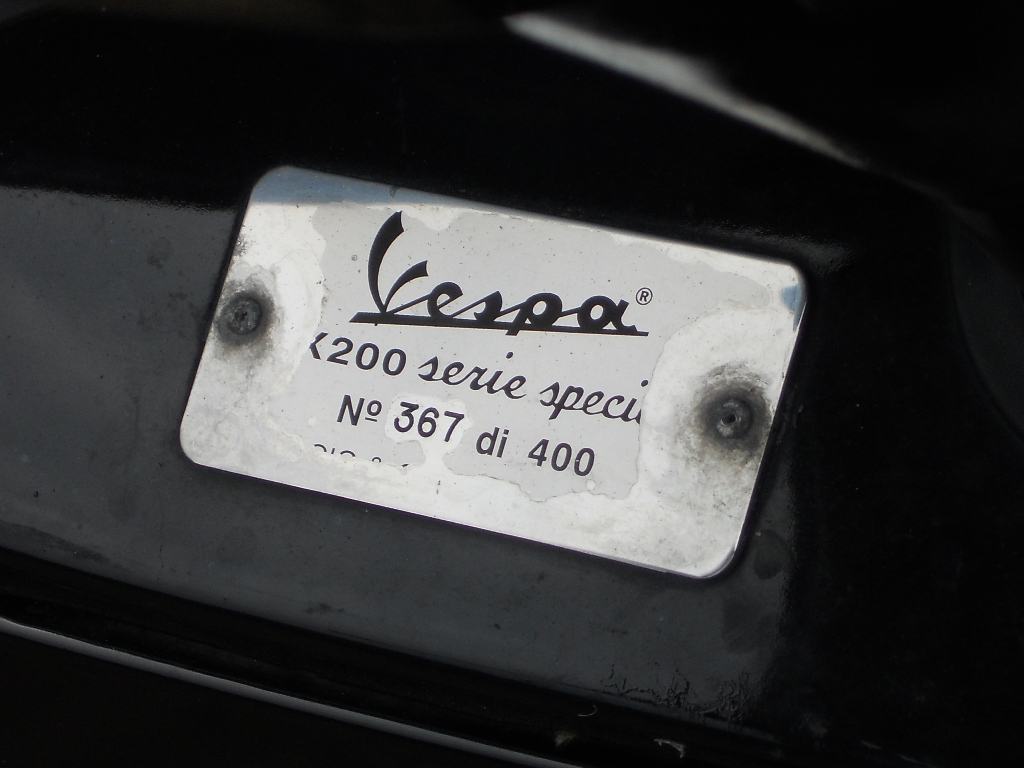 Vespa®
X200 serie speci
Nº 367 di 400